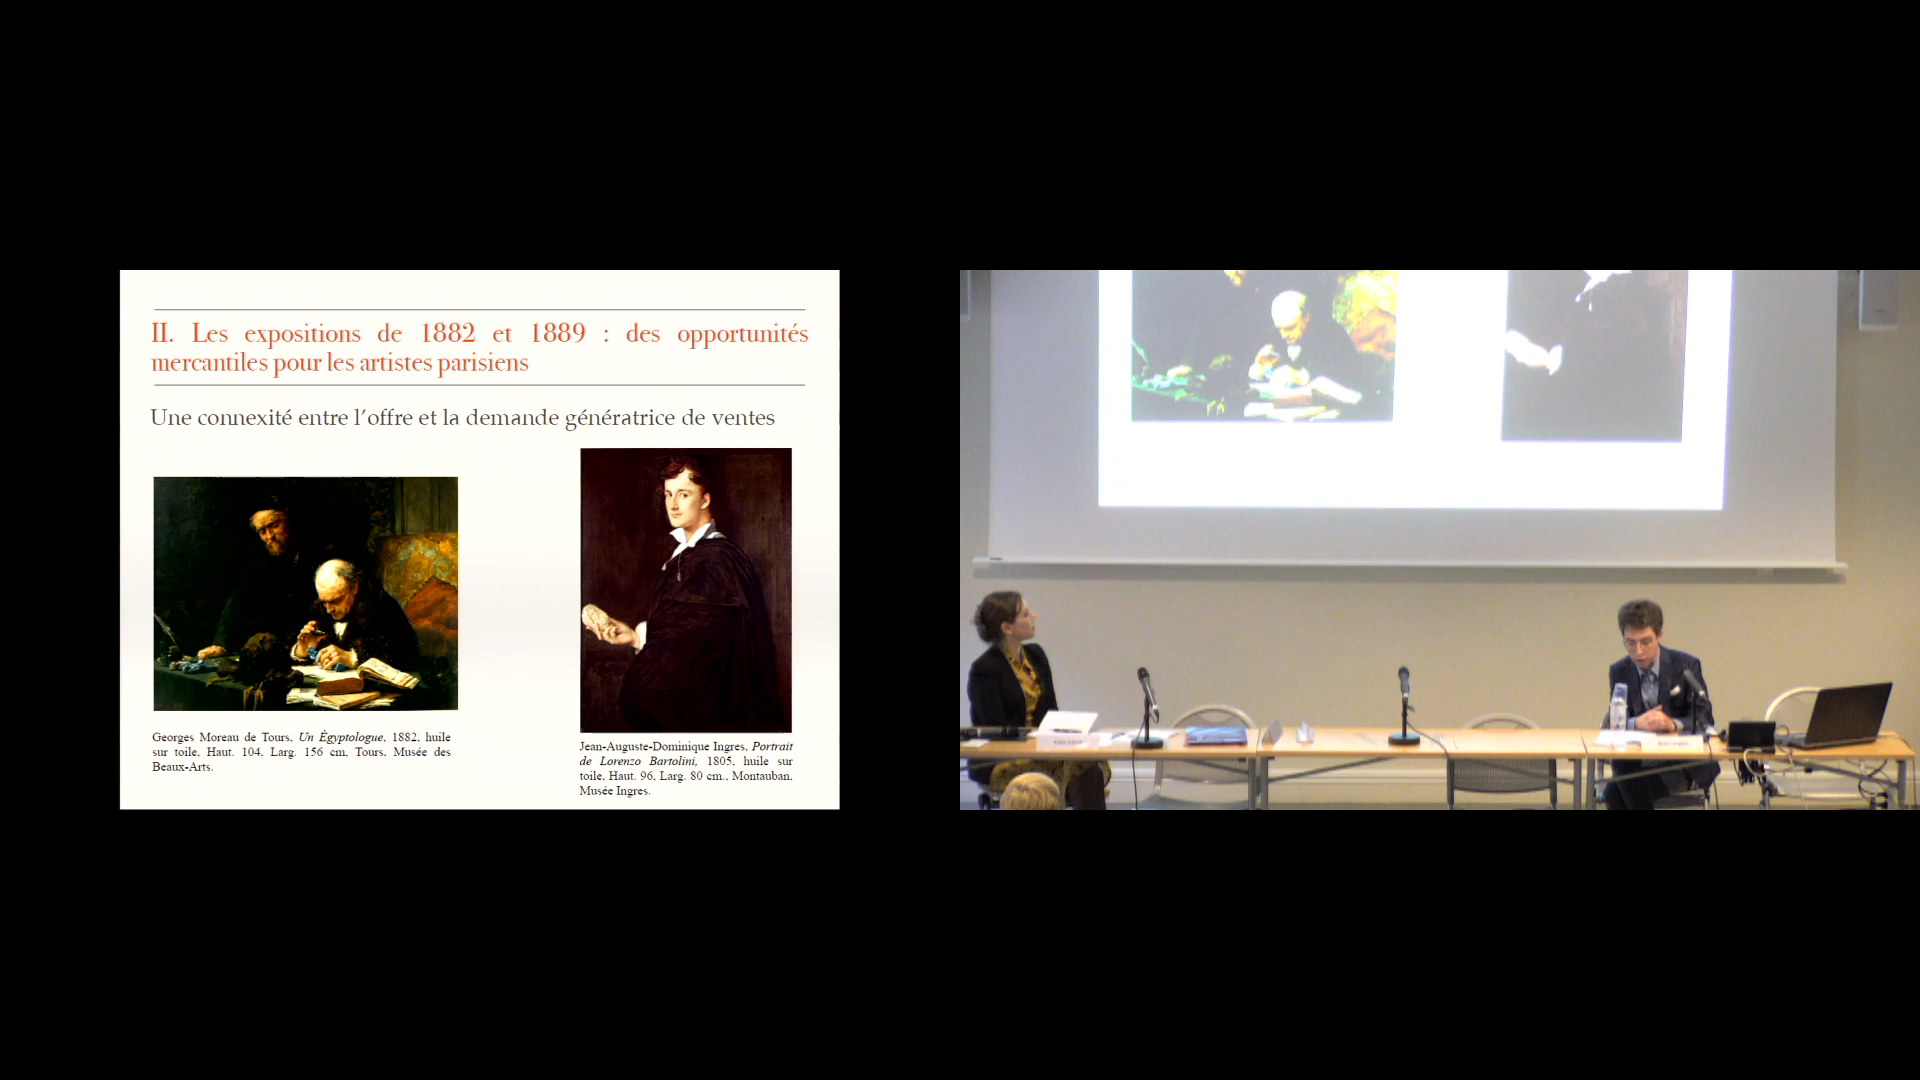 II. Les expositions de 1882 et 1889 : des opportunités
mercantiles pour les artistes parisiens
Une connexité entre l'offre et la demande génératrice de ventes
Georges Moreau de Tours, Un Égyptologue, 1882, huile
sur toile, Haut. 104, Larg. 156 cm, Tours, Musée des
Beaux-Arts.
Jean-Auguste-Dominique Ingres, Portrait
de Lorenzo Bartolini, 1805, huile sur
toile, Haut. 96, Larg. 80 cm., Montauban,
Musée Ingres.